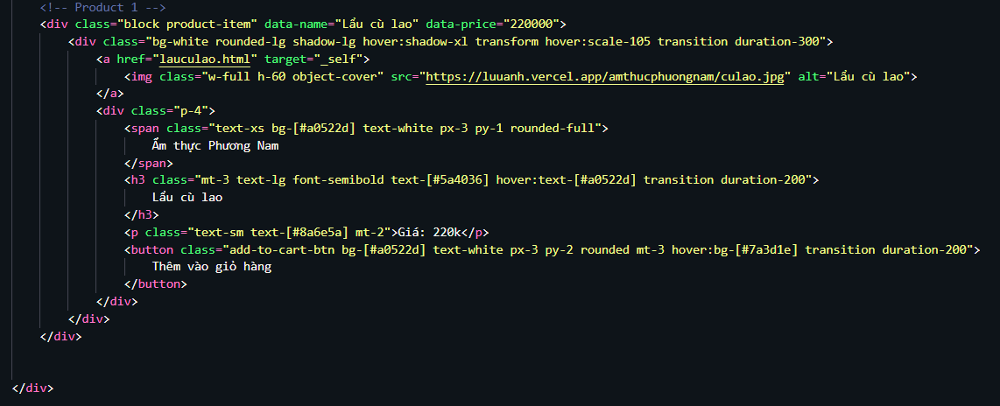 <!-- Product 1 -->
<div class="block product-item" data-name="Lẩu cù lao" data-price="220000">
<div class="bg-white rounded-lg shadow-lg hover:shadow-xl transform hover:scale-105 transition duration-300">
<a href="lauculao.html" target="_self">
<img class="w-full h-60 object-cover" src="https://luuanh.vercel.app/amthucphuongnam/culao.jpg" alt="Lẩu cù lao">
</a>
<div class="p-4">
<span class="text-xs bg-[#a0522d] text-white px-3 py-1 rounded-full">
Ẩm thực Phương Nam
</span>
<h3 class="mt-3 text-lg font-semibold text-[#5a4036] hover:text-[#a0522d] transition duration-200">
Lẩu cù lao
</h3>
<p class="text-sm text-[#8a6e5a] mt-2">Giá: 220k</p>
<button class="add-to-cart-btn bg-[#a0522d] text-white px-3 py-2 rounded mt-3 hover:bg-[#7a3d1e] transition duration-200">
Thêm vào giỏ hàng
</button>
</div>
</div>
</div>
</div>